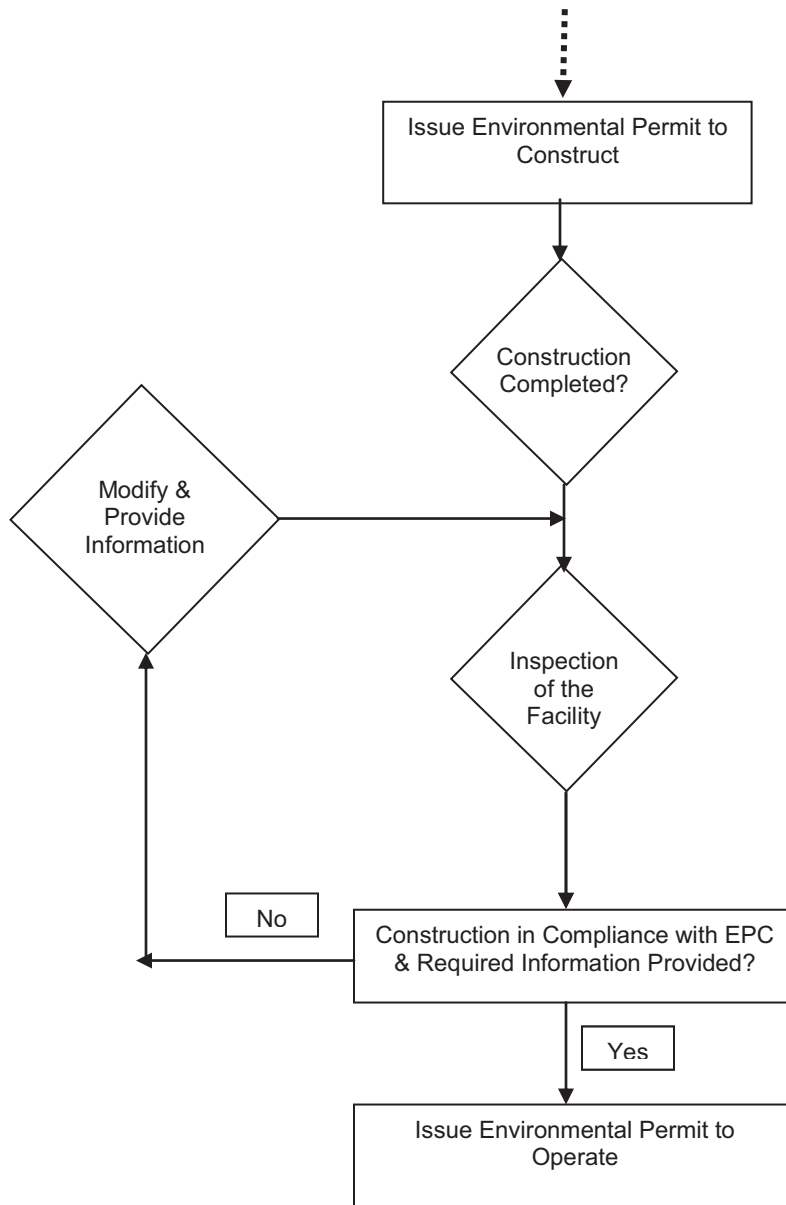 Issue Environmental Permit to
Construct
Construction
Completed?
Modify &
Provide
Information
Inspection
of the
Facility
No
Construction in Compliance with EPC
& Required Information Provided?
Yes
Issue Environmental Permit to
Operate